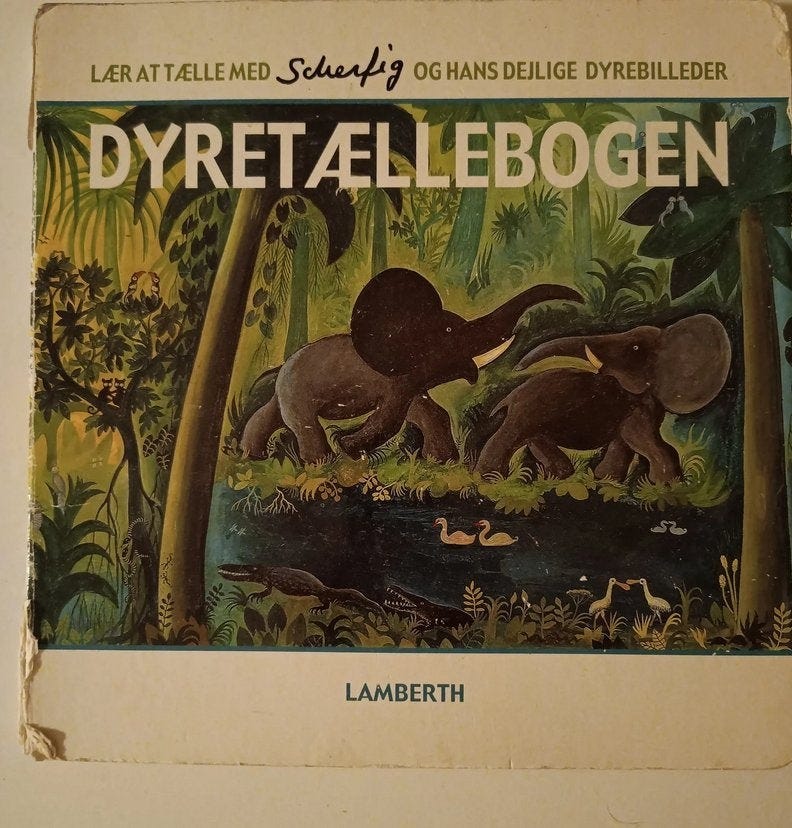 LÆR AT TÆLLE MED Scherfig OG HANS DEJLIGE DYREBILLEDER
DYRETÆLLEBOGEN
LAMBERTH